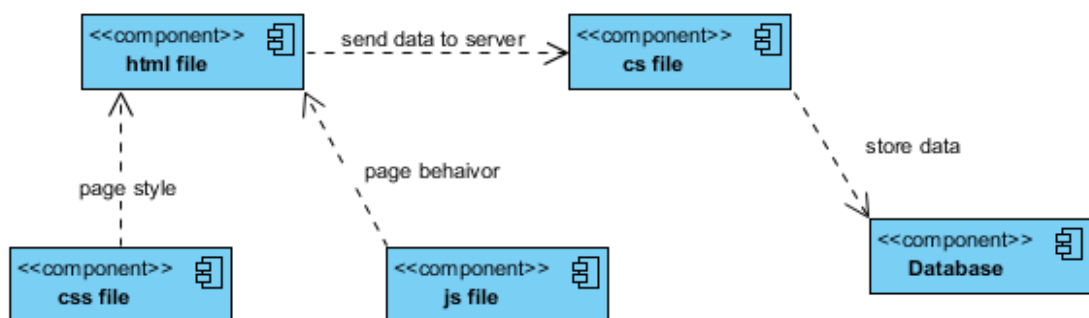 <<component>>
html file
send data to server
<<component>>
cs file
page style
page behaivor
store data
<<component>>
css file
<<component>>
js file
<<component>>
Database